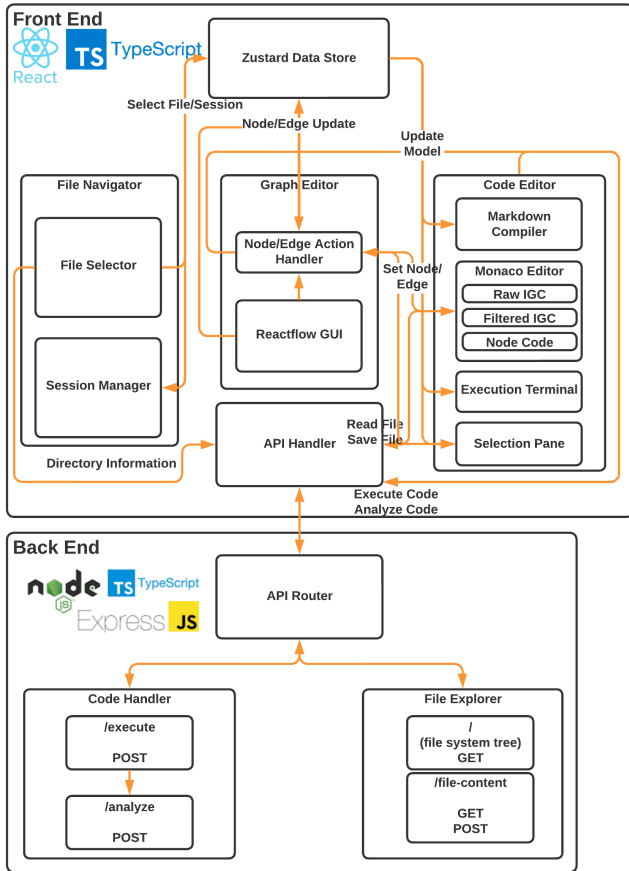 Front End
React
TS TypeScript
Zustard Data Store
Select File/Session
Node/Edge Update
Update
Model
File Navigator
Graph Editor
Code Editor
File Selector
Node/Edge Action
Handler
Markdown
Compiler
Set Node/
Edge
Monaco Editor
Raw IGC
Filtered IGC
Node Code
Reactflow GUI
Session Manager
Execution Terminal
Read File
Save File
API Handler
Selection Pane
Directory Information
Execute Code
Analyze Code
Back End
node
JS
TS TypeScript
Express
JS
API Router
Code Handler
/execute
POST
/analyze
POST
File Explorer
/
(file system tree)
GET
/file-content
GET
POST